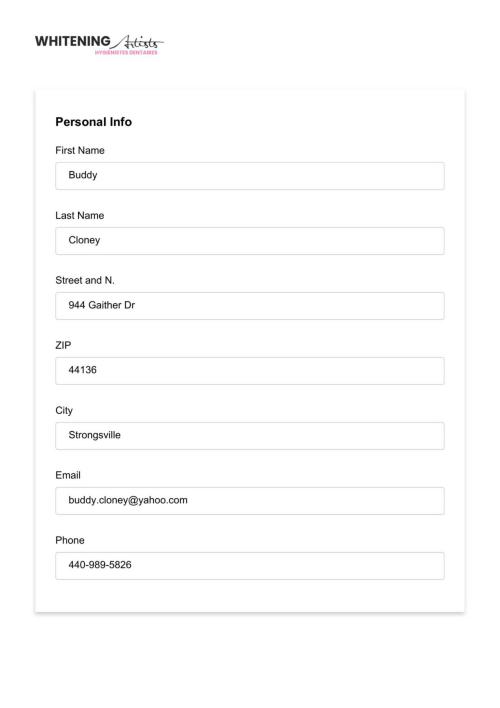 WHITENING Artists
HYGIÉNISTES DENTAIRES
Personal Info
First Name
Buddy
Last Name
Cloney
Street and N.
944 Gaither Dr
ZIP
44136
City
Strongsville
Email
buddy.cloney@yahoo.com
Phone
440-989-5826